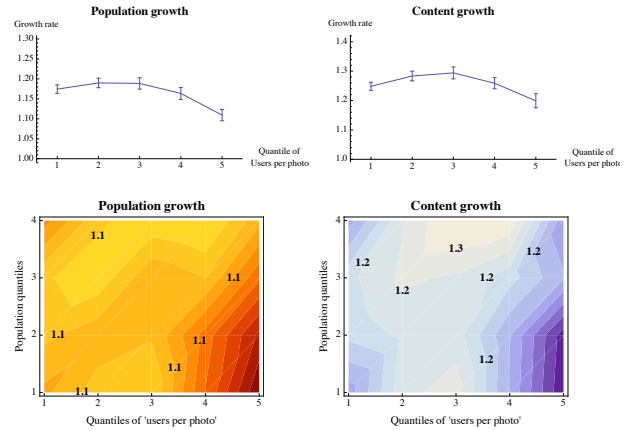 Population growth
Growth rate
1.30
1.25
1.20
1.15
1.10
1.05
1.00
1 2 3 4 5
Quantile of
Users per photo
Content growth
Growth rate
1.4
1.3
1.2
1.1
1.0
1 2 3 4 5
Quantile of
Users per photo
Population growth
Population quantiles
4
3
2
1
1.1
1.1
1.1
1.1
1.1
1.1
1 2 3 4 5
Quantiles of 'users per photo'
Content growth
Population quantiles
4
3
2
1
1.3
1.2
1.2
1.2
1.2
1.2
1 2 3 4 5
Quantiles of 'users per photo'